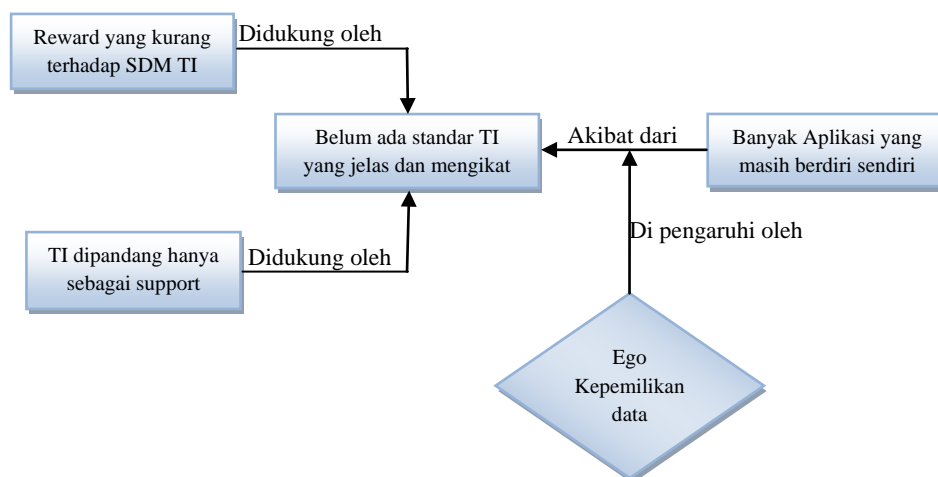 Reward yang kurang
terhadap SDM TI
Didukung oleh
Belum ada standar TI
yang jelas dan mengikat
Akibat dari
Banyak Aplikasi yang
masih berdiri sendiri
TI dipandang hanya
sebagai support
Didukung oleh
Di pengaruhi oleh
Ego
Kepemilikan
data